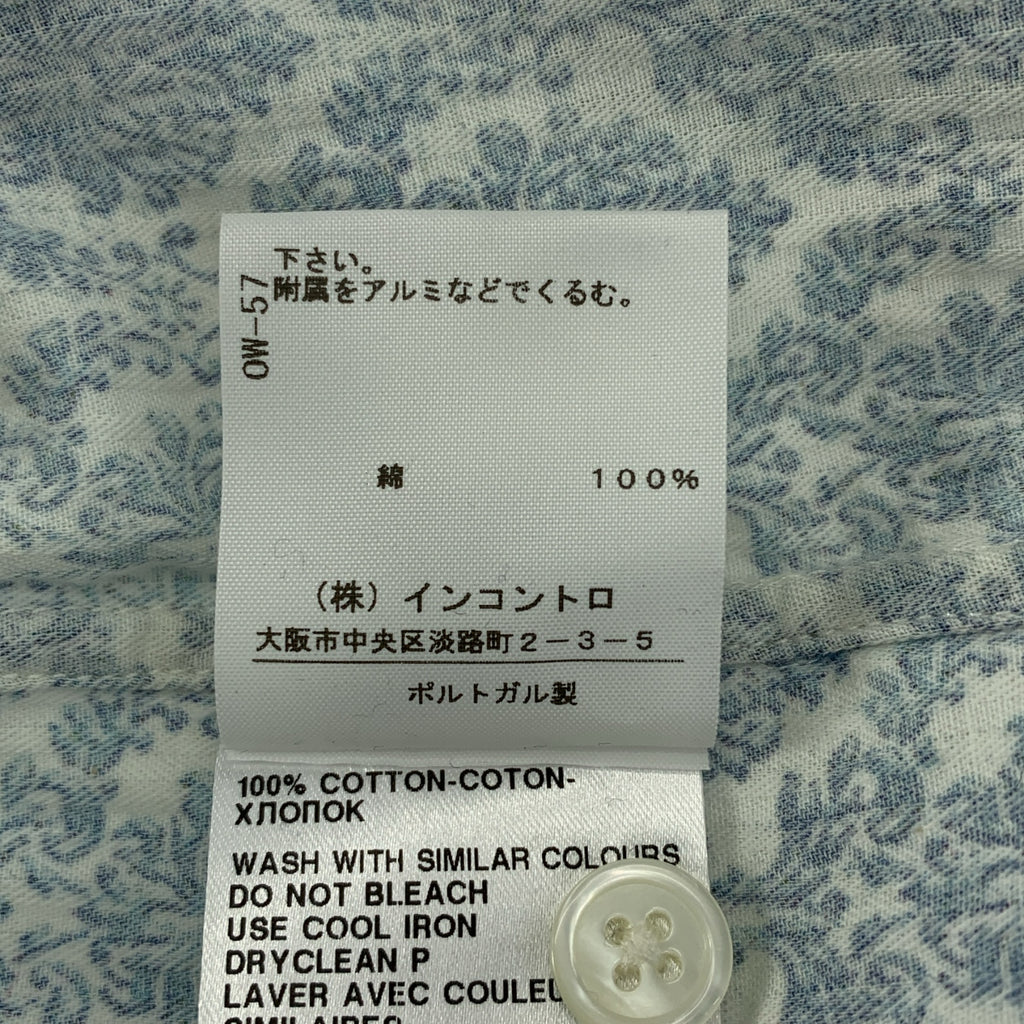 下さい。
附属をアルミなどでくるむ。
OW-57
綿 100%
(株) インコントロ
大阪市中央区淡路町2-3-5
ポルトガル製
100% COTTON-COTON-
ХЛОПОК
WASH WITH SIMILAR COLOURS
DO NOT BLEACH
USE COOL IRON
DRYCLEAN P
LAVER AVEC COULEU
SIMILAIRES